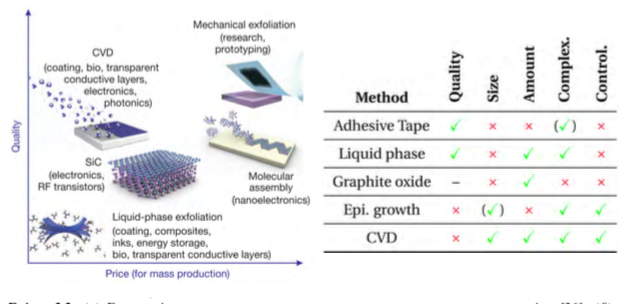 Mechanical exfoliation
(research,
prototyping)
CVD
(coating, bio, transparent
conductive layers,
electronics,
photonics)
SiC
(electronics,
RF transistors)
Molecular
assembly
(nanoelectronics)
Liquid-phase exfoliation
(coating, composites,
inks, energy storage,
bio, transparent conductive layers)
Quality
Price (for mass production)
Method Quality Size Amount Complex. Control.
Adhesive Tape ✓ × × (✓) ×
Liquid phase ✓ × ✓ ✓ ×
Graphite oxide – × ✓ × ×
Epi. growth × (✓) × ✓ ✓
CVD × ✓ ✓ ✓ ✓